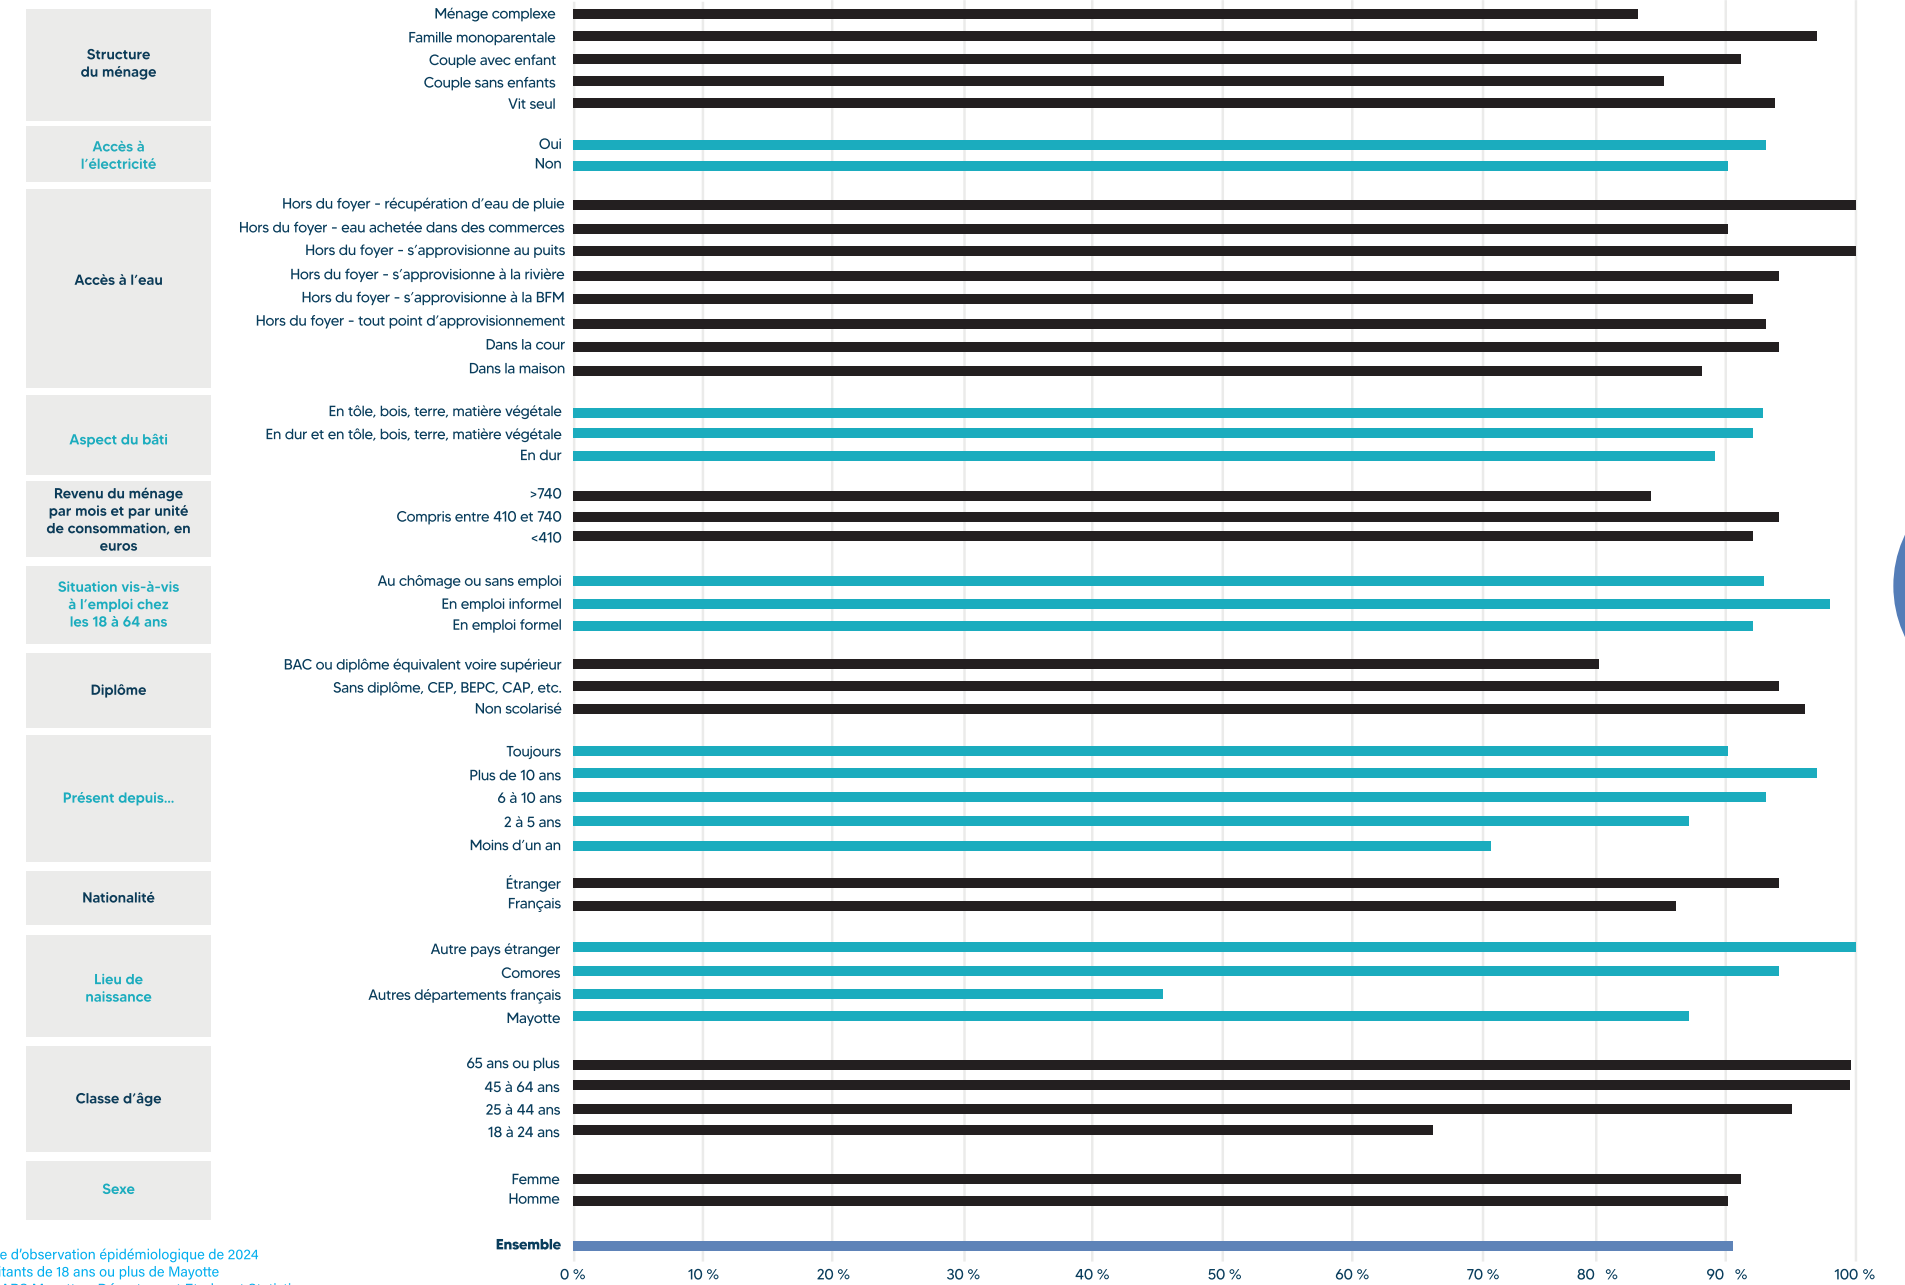 Structure
du ménage
Ménage complexe
Famille monoparentale
Couple avec enfant
Couple sans enfants
Vit seul
Accès à
l'électricité
Oui
Non
Accès à l'eau
Hors du foyer - récupération d'eau de pluie
Hors du foyer - eau achetée dans des commerces
Hors du foyer - s'approvisionne au puits
Hors du foyer - s'approvisionne à la rivière
Hors du foyer - s'approvisionne à la BFM
Hors du foyer - tout point d'approvisionnement
Dans la cour
Dans la maison
Aspect du bâti
En tôle, bois, terre, matière végétale
En dur et en tôle, bois, terre, matière végétale
En dur
Revenu du ménage
par mois et par unité
de consommation, en
euros
>740
Compris entre 410 et 740
<410
Situation vis-à-vis
à l'emploi chez
les 18 à 64 ans
Au chômage ou sans emploi
En emploi informel
En emploi formel
Diplôme
BAC ou diplôme équivalent voire supérieur
Sans diplôme, CEP, BEPC, CAP, etc.
Non scolarisé
Présent depuis...
Toujours
Plus de 10 ans
6 à 10 ans
2 à 5 ans
Moins d'un an
Nationalité
Étranger
Français
Lieu de
naissance
Autre pays étranger
Comores
Autres départements français
Mayotte
Classe d'âge
65 ans ou plus
45 à 64 ans
25 à 44 ans
18 à 24 ans
Sexe
Femme
Homme
Ensemble
0 % 10 % 20 % 30 % 40 % 50 % 60 % 70 % 80 % 90 % 100 %
e d'observation épidémiologique de 2024
itants de 18 ans ou plus de Mayotte